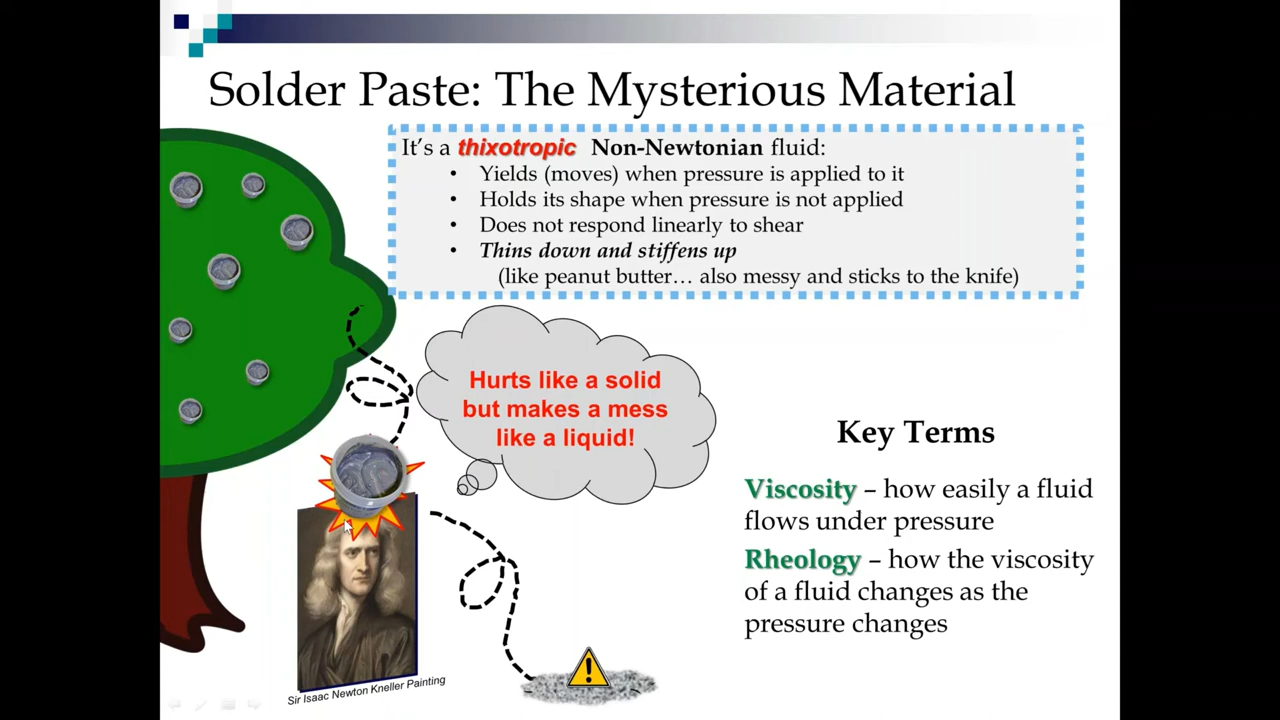 Solder Paste: The Mysterious Material
It's a thixotropic Non-Newtonian fluid:
• Yields (moves) when pressure is applied to it
• Holds its shape when pressure is not applied
• Does not respond linearly to shear
• Thins down and stiffens up
(like peanut butter… also messy and sticks to the knife)
Hurts like a solid
but makes a mess
like a liquid!
Key Terms
Viscosity – how easily a fluid
flows under pressure
Rheology – how the viscosity
of a fluid changes as the
pressure changes
Sir Isaac Newton Kneller Painting
!